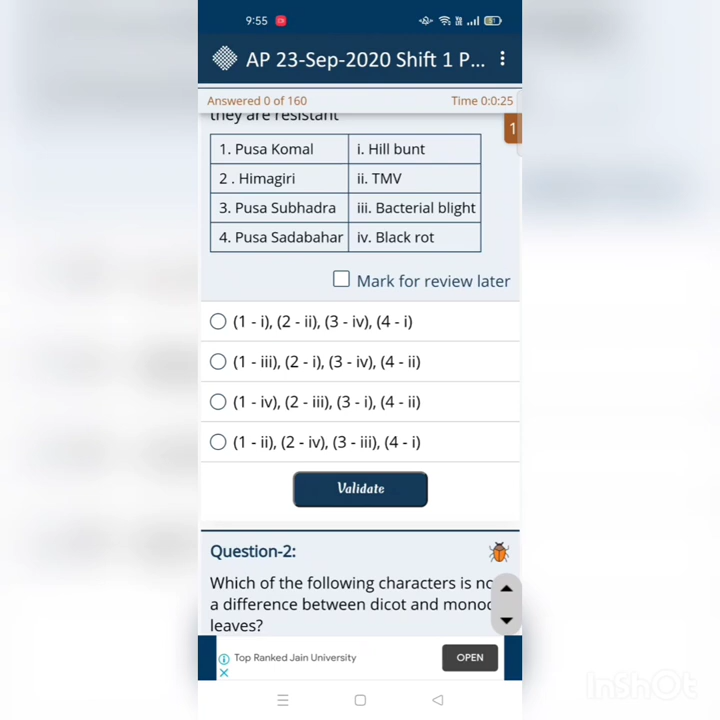 9:55
AP 23-Sep-2020 Shift 1 P...
Answered 0 of 160 Time 0:0:25
they are resistant
1
1. Pusa Komal i. Hill bunt
2 . Himagiri ii. TMV
3. Pusa Subhadra iii. Bacterial blight
4. Pusa Sadabahar iv. Black rot
Mark for review later
(1 - i), (2 - ii), (3 - iv), (4 - i)
(1 - iii), (2 - i), (3 - iv), (4 - ii)
(1 - iv), (2 - iii), (3 - i), (4 - ii)
(1 - ii), (2 - iv), (3 - iii), (4 - i)
Validate
Question-2:
Which of the following characters is no
a difference between dicot and monoc
leaves?
Top Ranked Jain University OPEN
InShOt